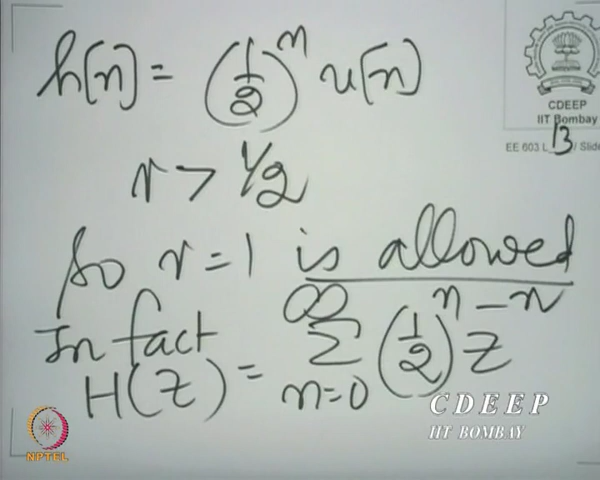 h[n] = (1/2)^n u[n]
CDEEP
IIT Bombay
EE 603 L 13 / Slide
r > 1/2
So r = 1 is allowed
In fact
H(z) = ∞ Σ n=0 (1/2)^n z^-n
CDEEP
IIT BOMBAY
NPTEL